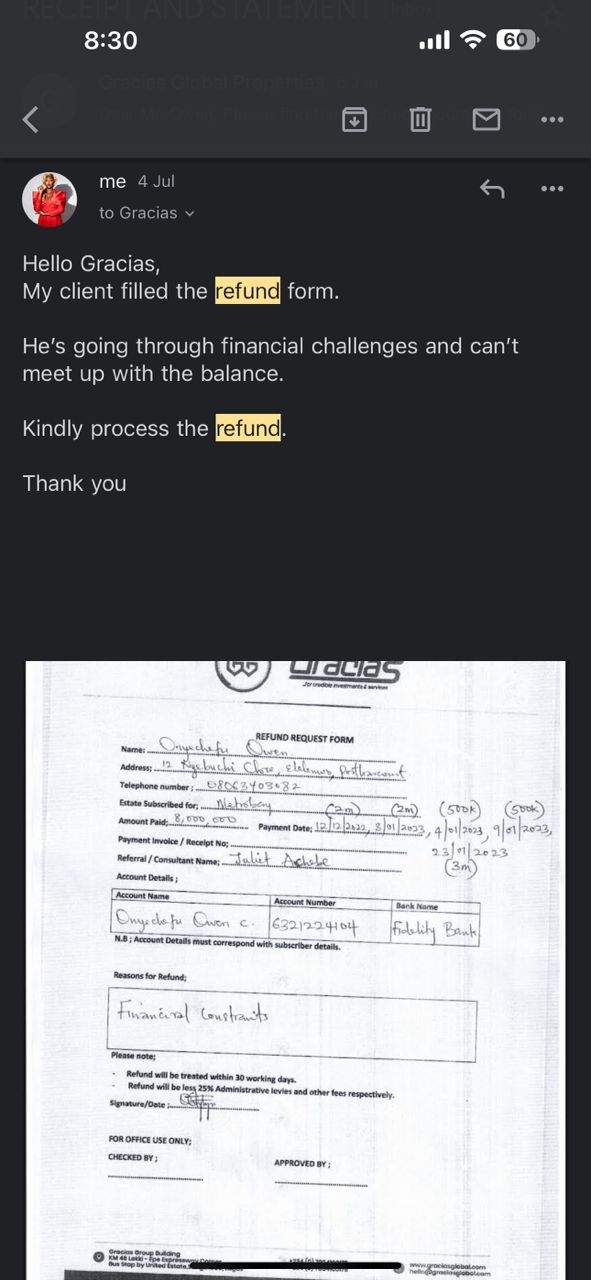 RECEIPT AND STATEMENT Inbox
8:30
60
Gracias Global Properties
me 4 Jul
to Gracias
Hello Gracias,
My client filled the refund form.
He's going through financial challenges and can't
meet up with the balance.
Kindly process the refund.
Thank you
GG Gracias
...for credible investments & services
REFUND REQUEST FORM
Name: Onyechefu Owen
Address; 12 Close, Elelenwo, Portharcourt
Telephone number; 08063403082
Estate Subscribed for; Metrobay (2m) (2m) (500k) (500k)
Amount Paid; 8,000,000 Payment Date; 12/12/2022, 3/01/2023, 4/01/2023, 9/01/2023,
Payment Invoice / Receipt No; 23/01/2023
Referral / Consultant Name; Juliet Achebe (3m)
Account Details;
Account Name Account Number Bank Name
Onyechefu Owen C. 6321224104 Fidelity Bank
N.B; Account Details must correspond with subscriber details.
Reasons for Refund;
Financial Constraints
Please note;
- Refund will be treated within 30 working days.
- Refund will be less 25% Administrative levies and other fees respectively.
Signature/Date;
FOR OFFICE USE ONLY;
CHECKED BY; APPROVED BY;
Gracias Group Building
KM 48 Lekki - Epe Expressway
Bus Stop by United Estate,
www.graciasglobal.com
hello@graciasglobal.com